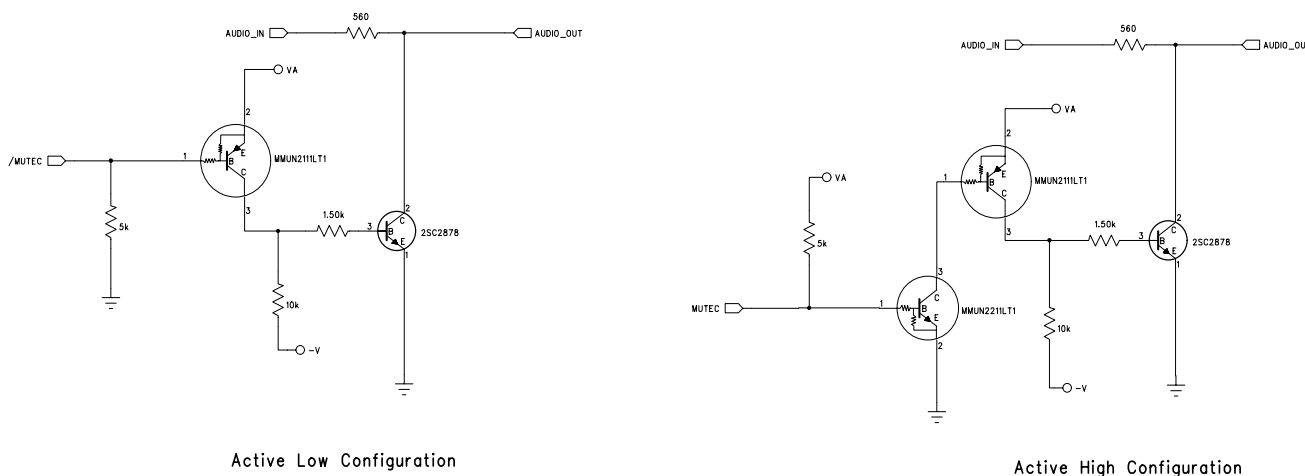 560
AUDIO_IN
AUDIO_OUT
VA
2
/MUTEC
1
B
E
C
MMUN2111LT1
3
5k
1.50k
3
B
C
E
2
1
2SC2878
10k
-V
Active Low Configuration
560
AUDIO_IN
AUDIO_OU
VA
2
1
B
E
C
MMUN2111LT1
3
VA
5k
1.50k
3
B
C
E
2
1
2SC2878
MUTEC
1
3
C
B
E
2
MMUN2211LT1
10k
-V
Active High Configuration